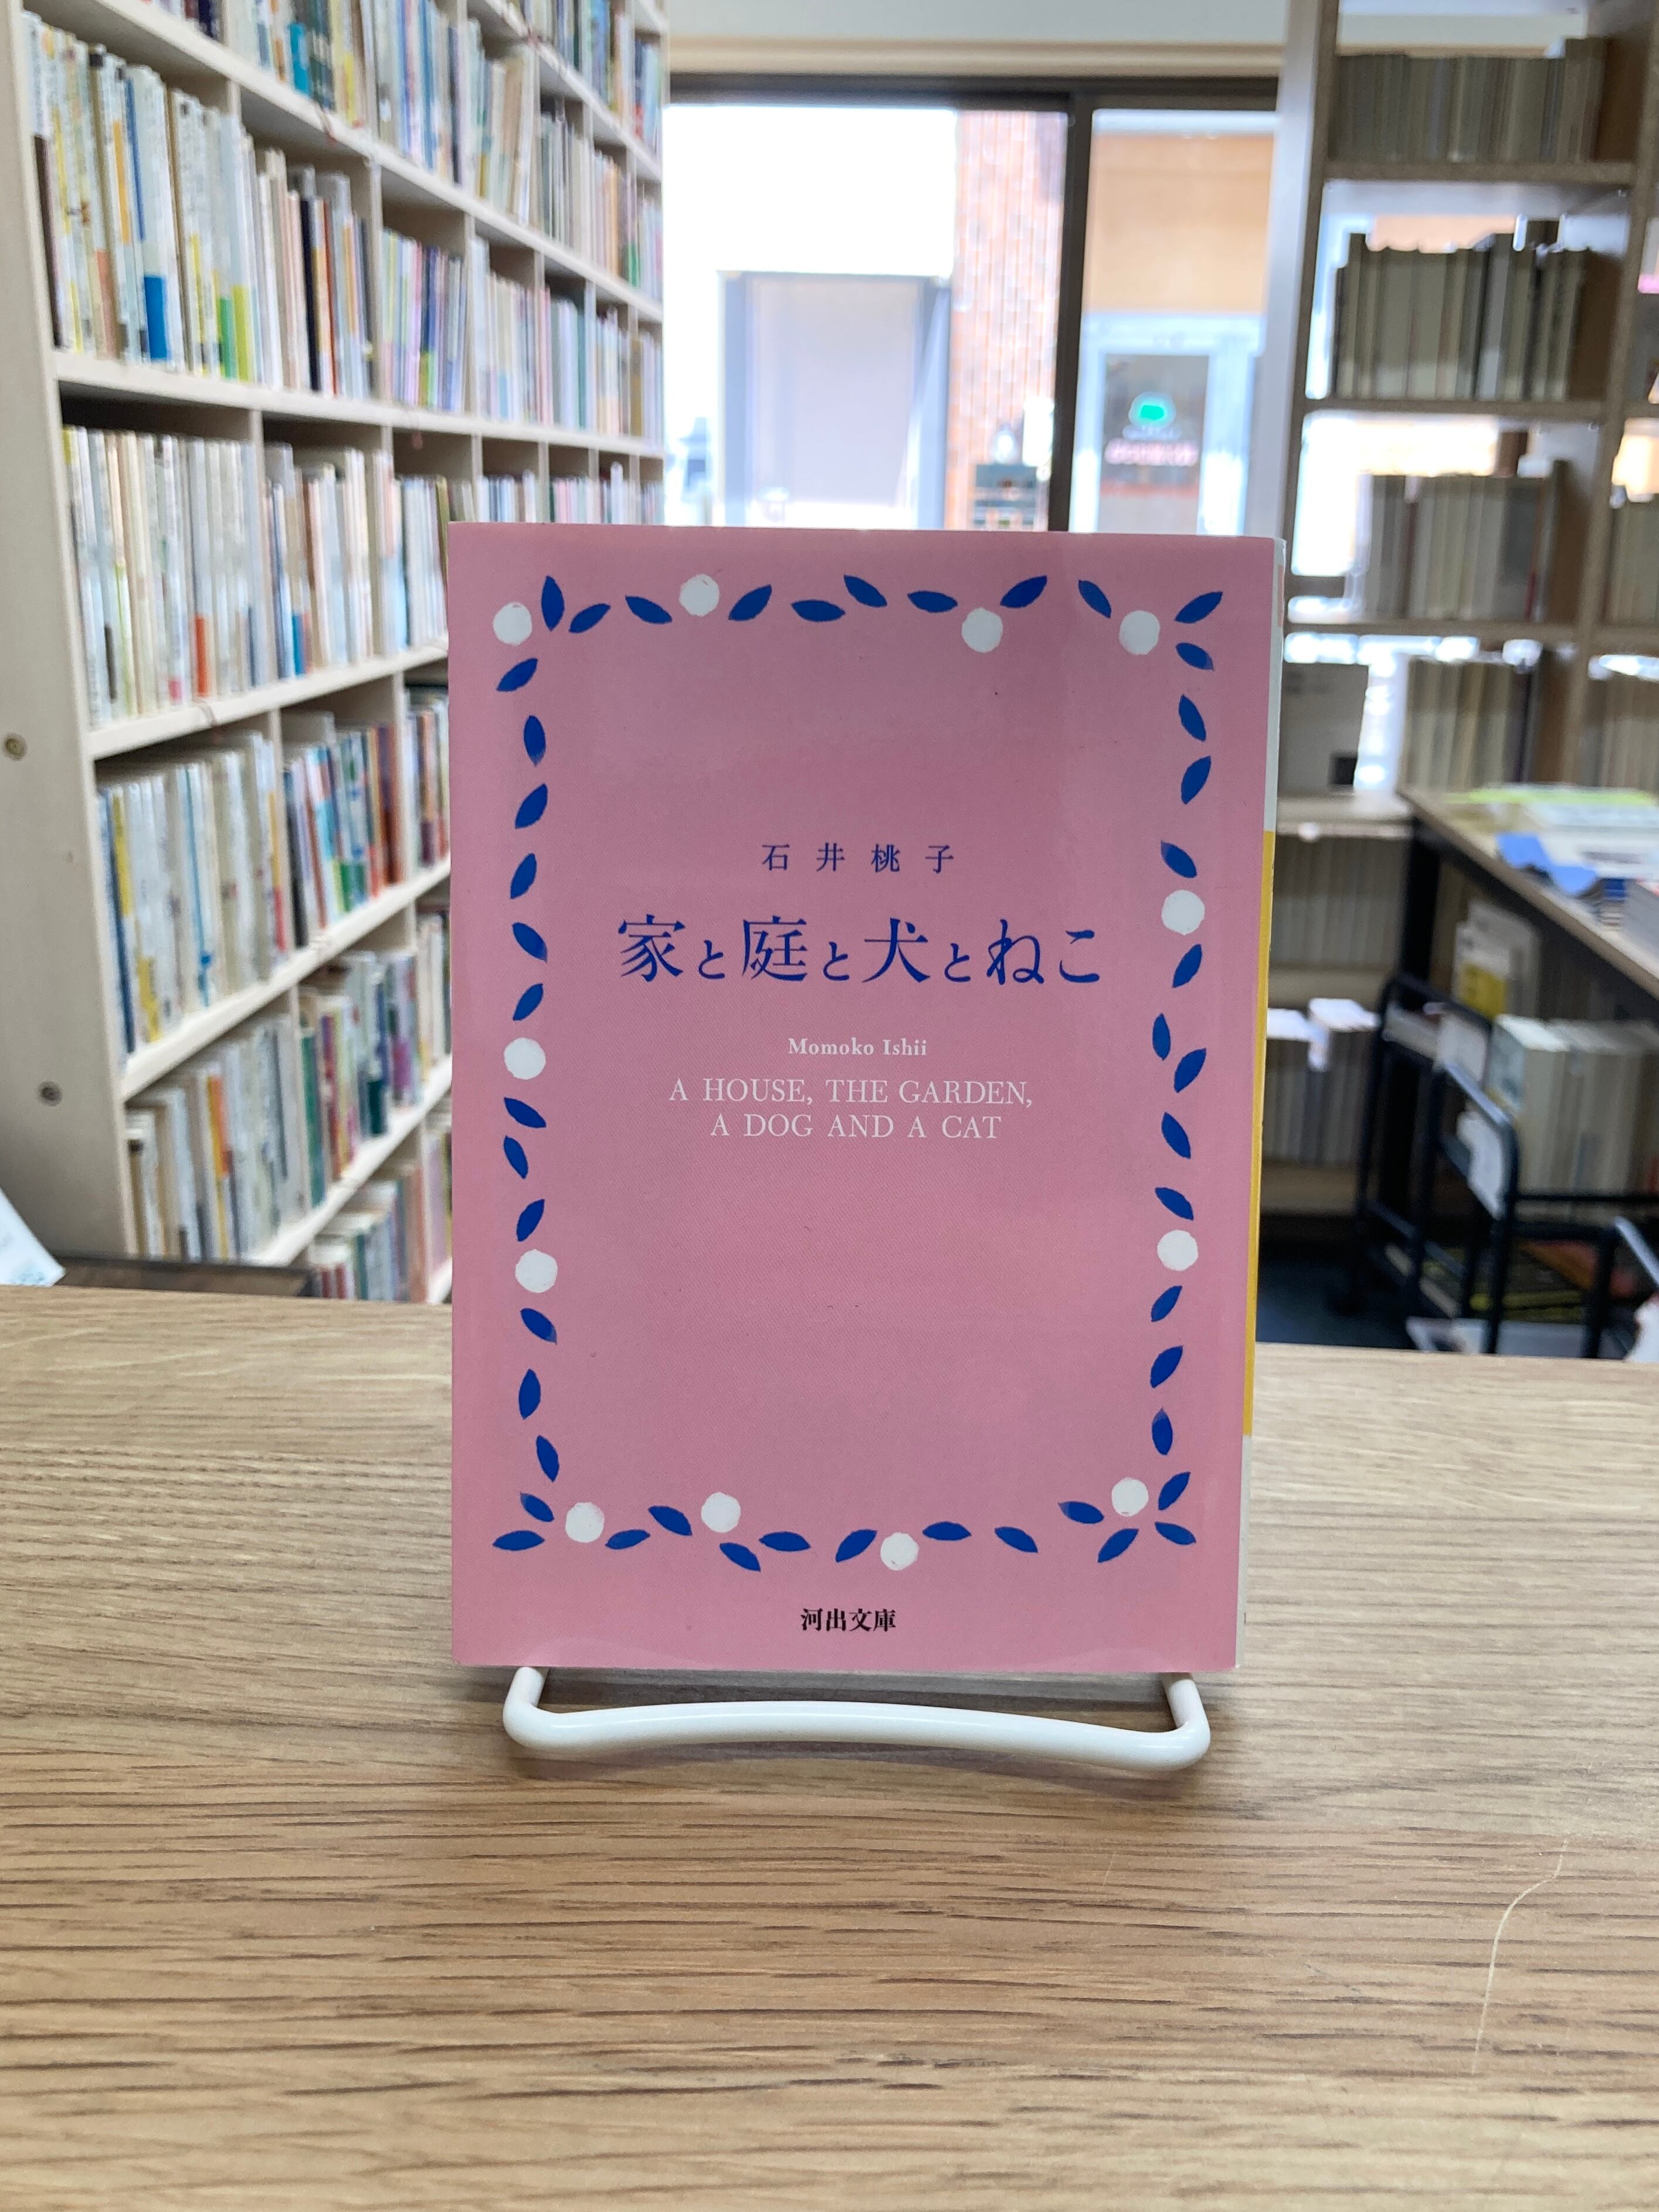 石井桃子
家と庭と犬とねこ
Momoko Ishii
A HOUSE, THE GARDEN,
A DOG AND A CAT
河出文庫